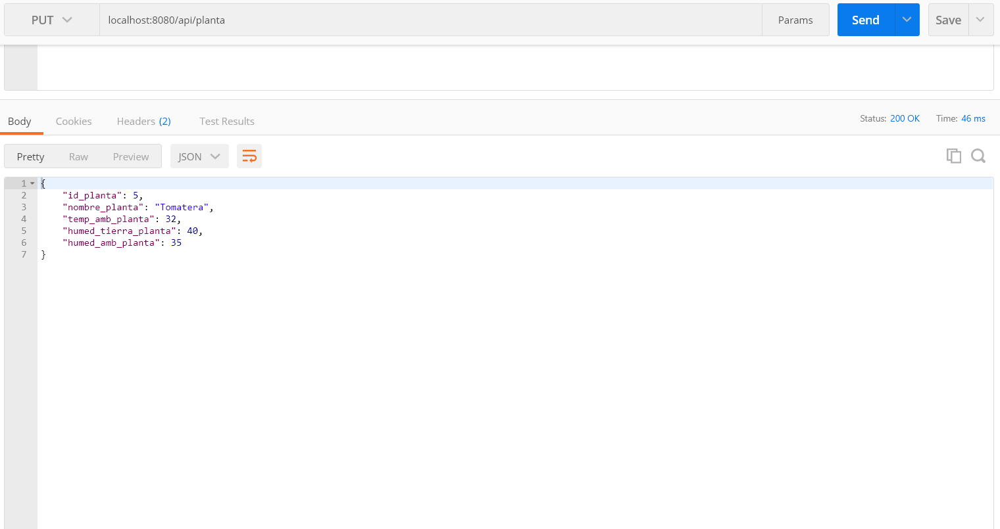 PUT localhost:8080/api/planta Params Send Save
Body Cookies Headers (2) Test Results Status: 200 OK Time: 46 ms
Pretty Raw Preview JSON
1 {
2 "id_planta": 5,
3 "nombre_planta": "Tomatera",
4 "temp_amb_planta": 32,
5 "humed_tierra_planta": 40,
6 "humed_amb_planta": 35
7 }